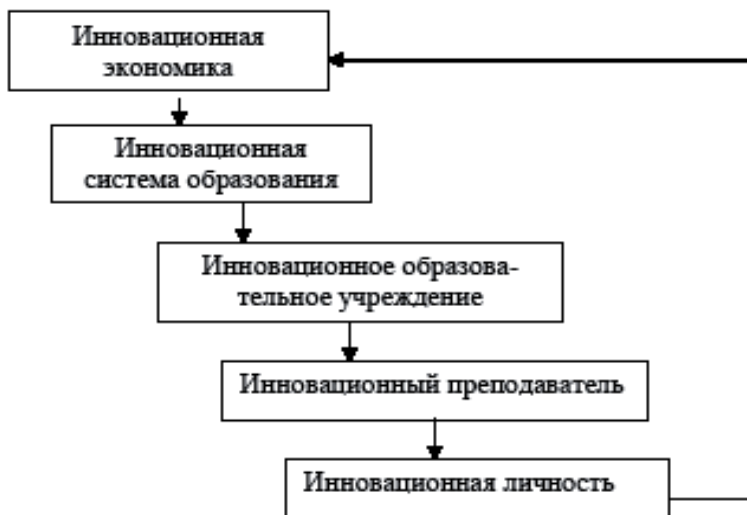 Инновационная
экономика
Инновационная
система образования
Инновационное образова-
тельное учреждение
Инновационный преподаватель
Инновационная личность